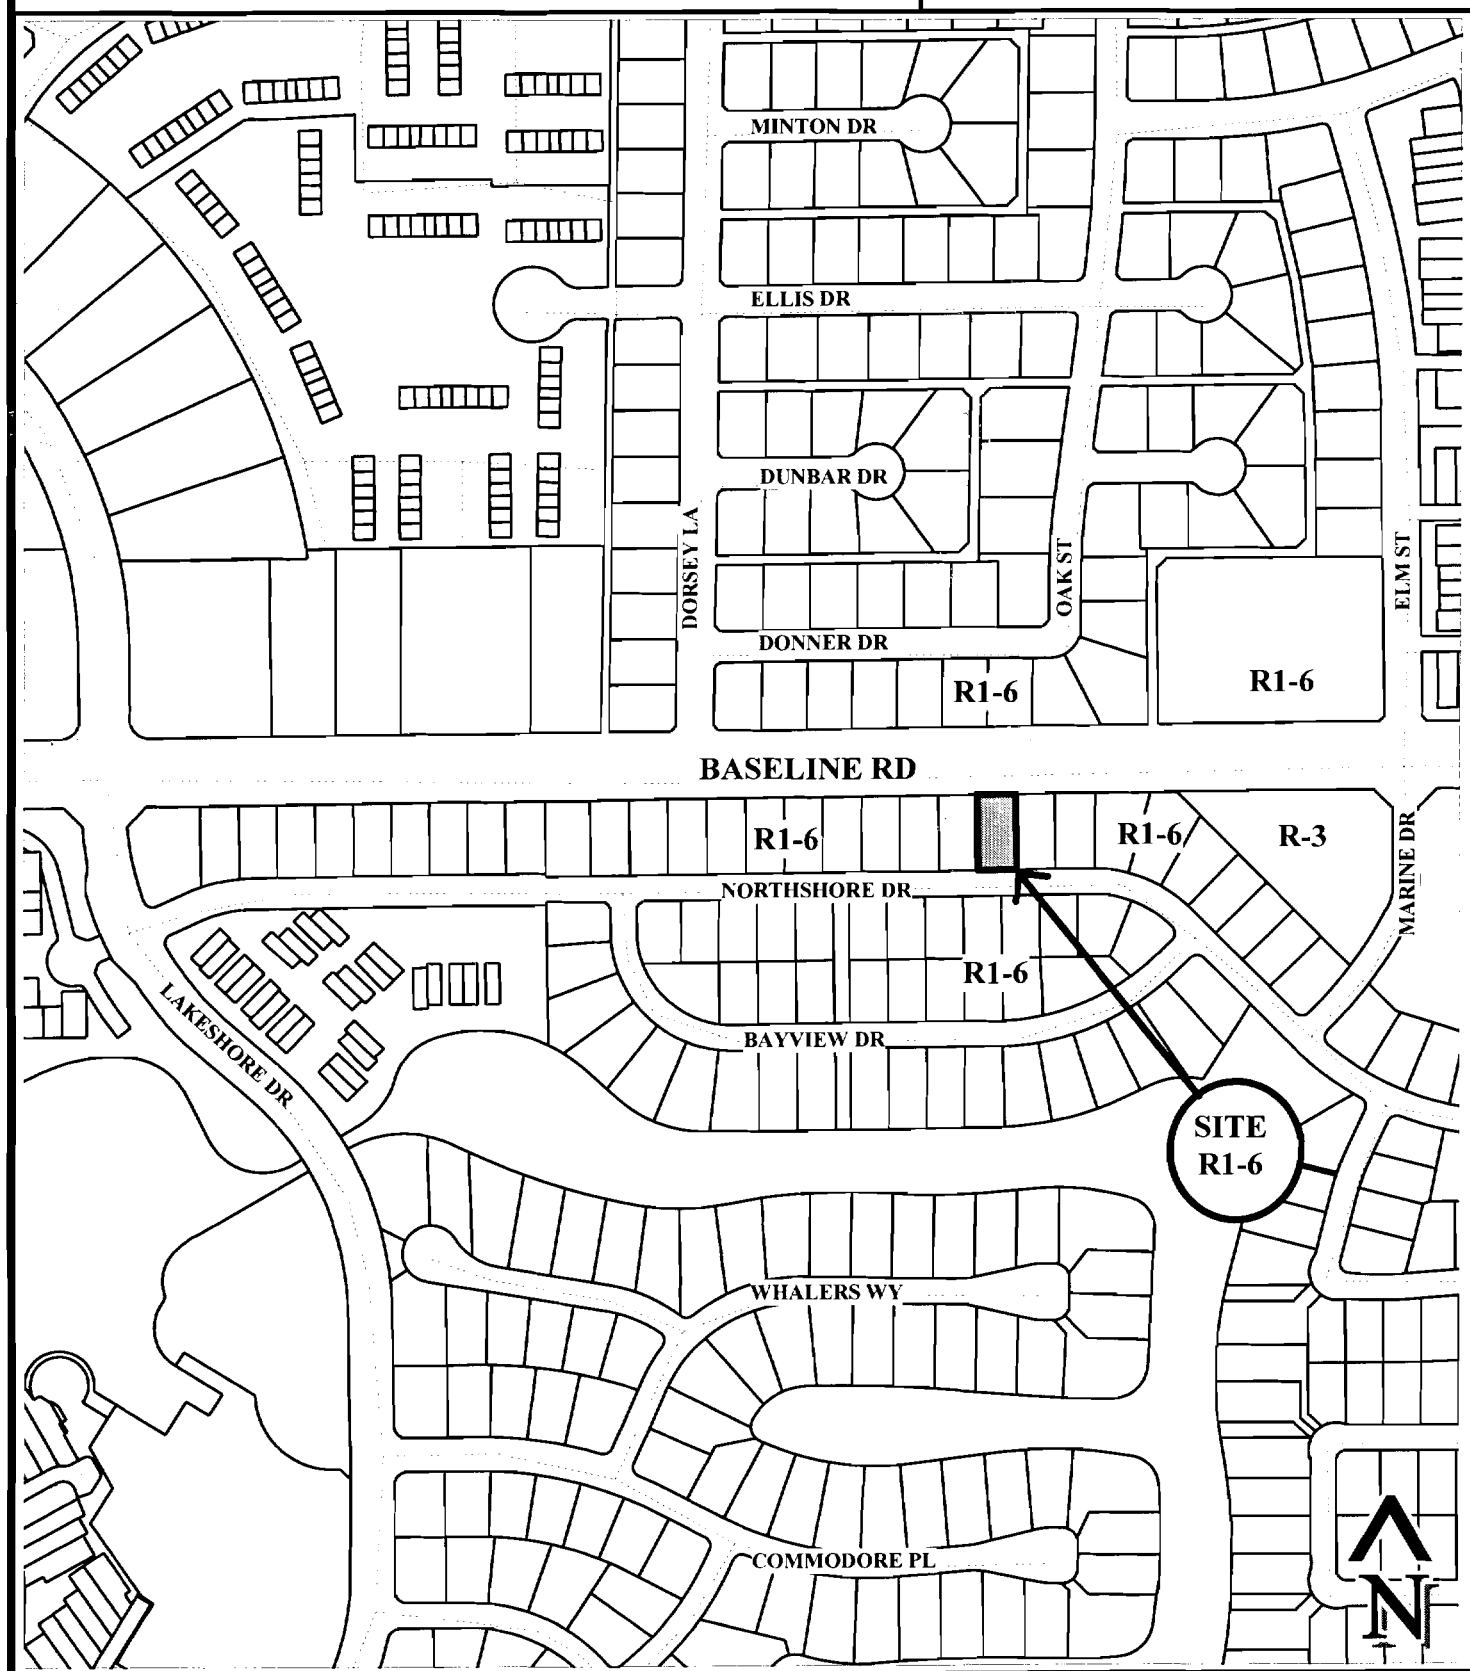 MINTON DR
ELLIS DR
DUNBAR DR
DORSEY LA
OAK ST
ELM ST
DONNER DR
R1-6
R1-6
BASELINE RD
R1-6
R1-6
R-3
MARINE DR
NORTHSHORE DR
R1-6
LAKESHORE DR
BAYVIEW DR
SITE
R1-6
WHALERS WY
COMMODORE PL
N